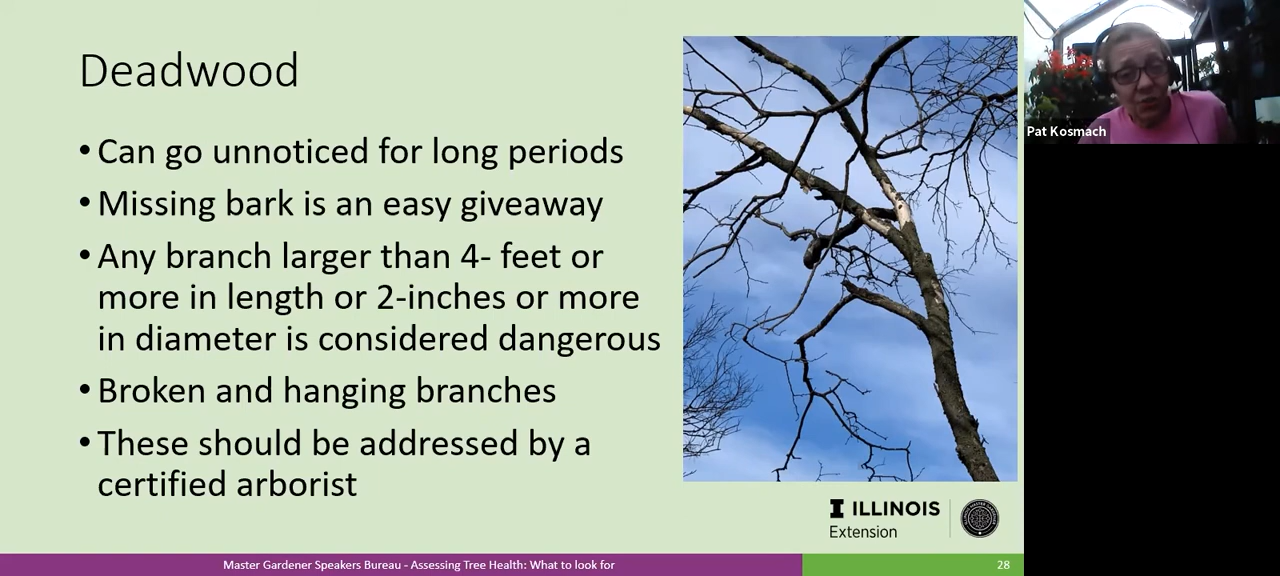 Deadwood
• Can go unnoticed for long periods
• Missing bark is an easy giveaway
• Any branch larger than 4- feet or
more in length or 2-inches or more
in diameter is considered dangerous
• Broken and hanging branches
• These should be addressed by a
certified arborist
I ILLINOIS
Extension
Master Gardener Speakers Bureau - Assessing Tree Health: What to look for
28
Pat Kosmach